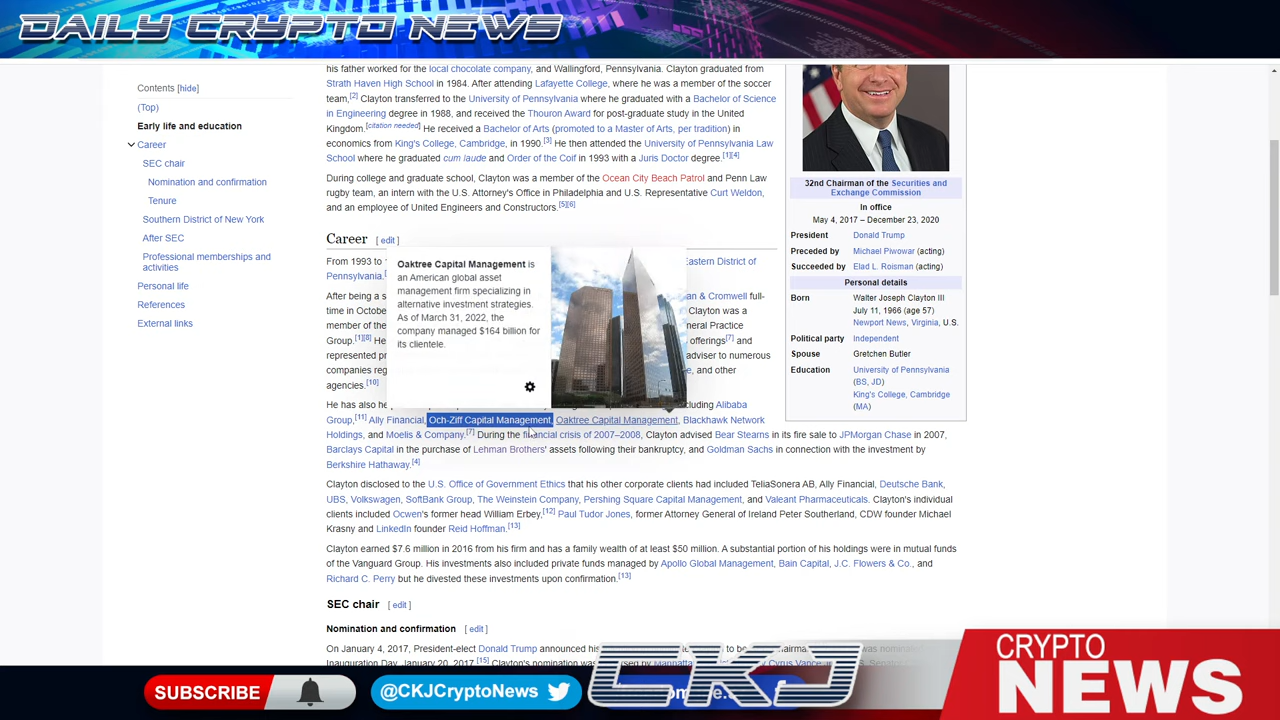 DAILY CRYPTO NEWS
Contents [hide]
(Top)
Early life and education
Career
SEC chair
Nomination and confirmation
Tenure
Southern District of New York
After SEC
Professional memberships and
activities
Personal life
References
External links
his father worked for the local chocolate company, and Wallingford, Pennsylvania. Clayton graduated from
Strath Haven High School in 1984. After attending Lafayette College, where he was a member of the soccer
team,[2] Clayton transferred to the University of Pennsylvania where he graduated with a Bachelor of Science
in Engineering degree in 1988, and received the Thouron Award for post-graduate study in the United
Kingdom.[citation needed] He received a Bachelor of Arts (promoted to a Master of Arts, per tradition) in
economics from King's College, Cambridge, in 1990.[3] He then attended the University of Pennsylvania Law
School where he graduated cum laude and Order of the Coif in 1993 with a Juris Doctor degree.[1][4]
During college and graduate school, Clayton was a member of the Ocean City Beach Patrol and Penn Law
rugby team, an intern with the U.S. Attorney's Office in Philadelphia and U.S. Representative Curt Weldon,
and an employee of United Engineers and Constructors.[5][6]
Career [ edit ]
From 1993 to Eastern District of
Pennsylvania.
After being a s an & Cromwell full-
time in Octobe Clayton was a
member of the neral Practice
Group.[1][8] He offerings[7] and
represented pr adviser to numerous
companies reg e, and other
agencies.[10]
Oaktree Capital Management is
an American global asset
management firm specializing in
alternative investment strategies.
As of March 31, 2022, the
company managed $164 billion for
its clientele.
He has also he cluding Alibaba
Group,[11] Ally Financial, Och-Ziff Capital Management, Oaktree Capital Management, Blackhawk Network
Holdings, and Moelis & Company.[7] During the financial crisis of 2007–2008, Clayton advised Bear Stearns in its fire sale to JPMorgan Chase in 2007,
Barclays Capital in the purchase of Lehman Brothers' assets following their bankruptcy, and Goldman Sachs in connection with the investment by
Berkshire Hathaway.[4]
Clayton disclosed to the U.S. Office of Government Ethics that his other corporate clients had included TeliaSonera AB, Ally Financial, Deutsche Bank,
UBS, Volkswagen, SoftBank Group, The Weinstein Company, Pershing Square Capital Management, and Valeant Pharmaceuticals. Clayton's individual
clients included Ocwen's former head William Erbey,[12] Paul Tudor Jones, former Attorney General of Ireland Peter Southerland, CDW founder Michael
Krasny and LinkedIn founder Reid Hoffman.[13]
Clayton earned $7.6 million in 2016 from his firm and has a family wealth of at least $50 million. A substantial portion of his holdings were in mutual funds
of the Vanguard Group. His investments also included private funds managed by Apollo Global Management, Bain Capital, J.C. Flowers & Co., and
Richard C. Perry but he divested these investments upon confirmation.[13]
SEC chair [ edit ]
Nomination and confirmation [ edit ]
On January 4, 2017, President-elect Donald Trump announced his
Inauguration Day, January 20, 2017.[15] Clayton's nomination was
32nd Chairman of the Securities and
Exchange Commission
In office
May 4, 2017 – December 23, 2020
President Donald Trump
Preceded by Michael Piwowar (acting)
Succeeded by Elad L. Roisman (acting)
Personal details
Born Walter Joseph Clayton III
July 11, 1966 (age 57)
Newport News, Virginia, U.S.
Political party Independent
Spouse Gretchen Butler
Education University of Pennsylvania
(BS, JD)
King's College, Cambridge
(MA)
SUBSCRIBE
@CKJCryptoNews
CKJ
CRYPTO
NEWS